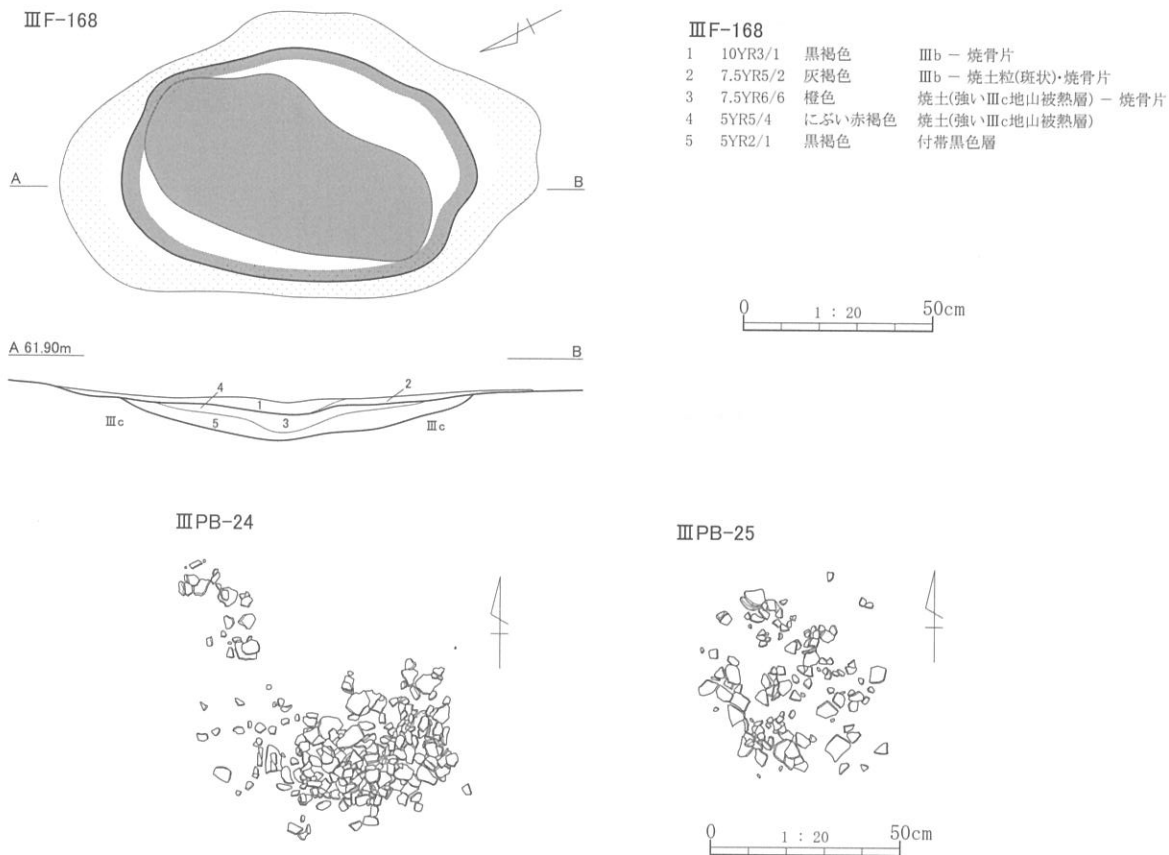 ⅢF-168
A
B
A 61.90m
B
4
2
1
Ⅲc
5
3
Ⅲc
ⅢF-168
1 10YR3/1 黒褐色 Ⅲb － 焼骨片
2 7.5YR5/2 灰褐色 Ⅲb － 焼土粒(斑状)・焼骨片
3 7.5YR6/6 橙色 焼土(強いⅢc地山被熱層) － 焼骨片
4 5YR5/4 にぶい赤褐色 焼土(強いⅢc地山被熱層)
5 5YR2/1 黒褐色 付帯黒色層
0 1 : 20 50cm
ⅢPB-24
ⅢPB-25
0 1 : 20 50cm